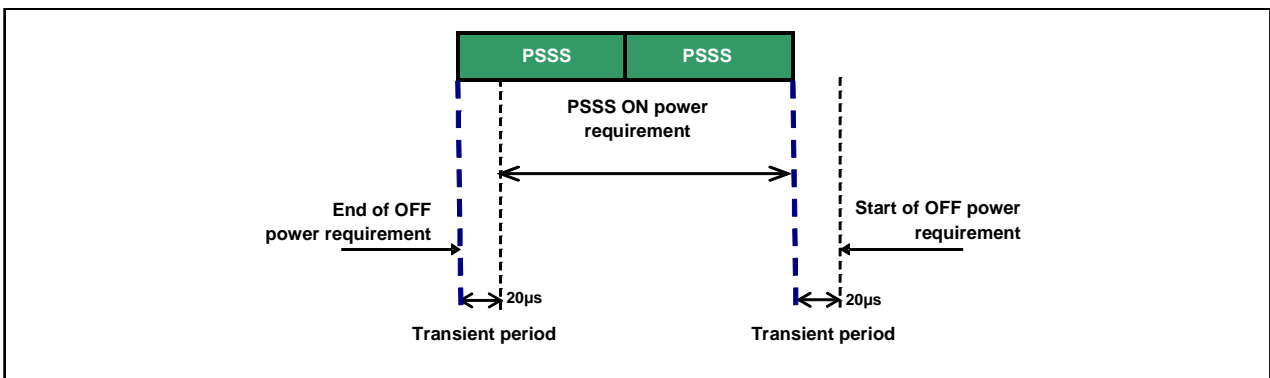 PSSS PSSS
PSSS ON power
requirement
End of OFF
power requirement
Start of OFF power
requirement
20µs
20µs
Transient period
Transient period